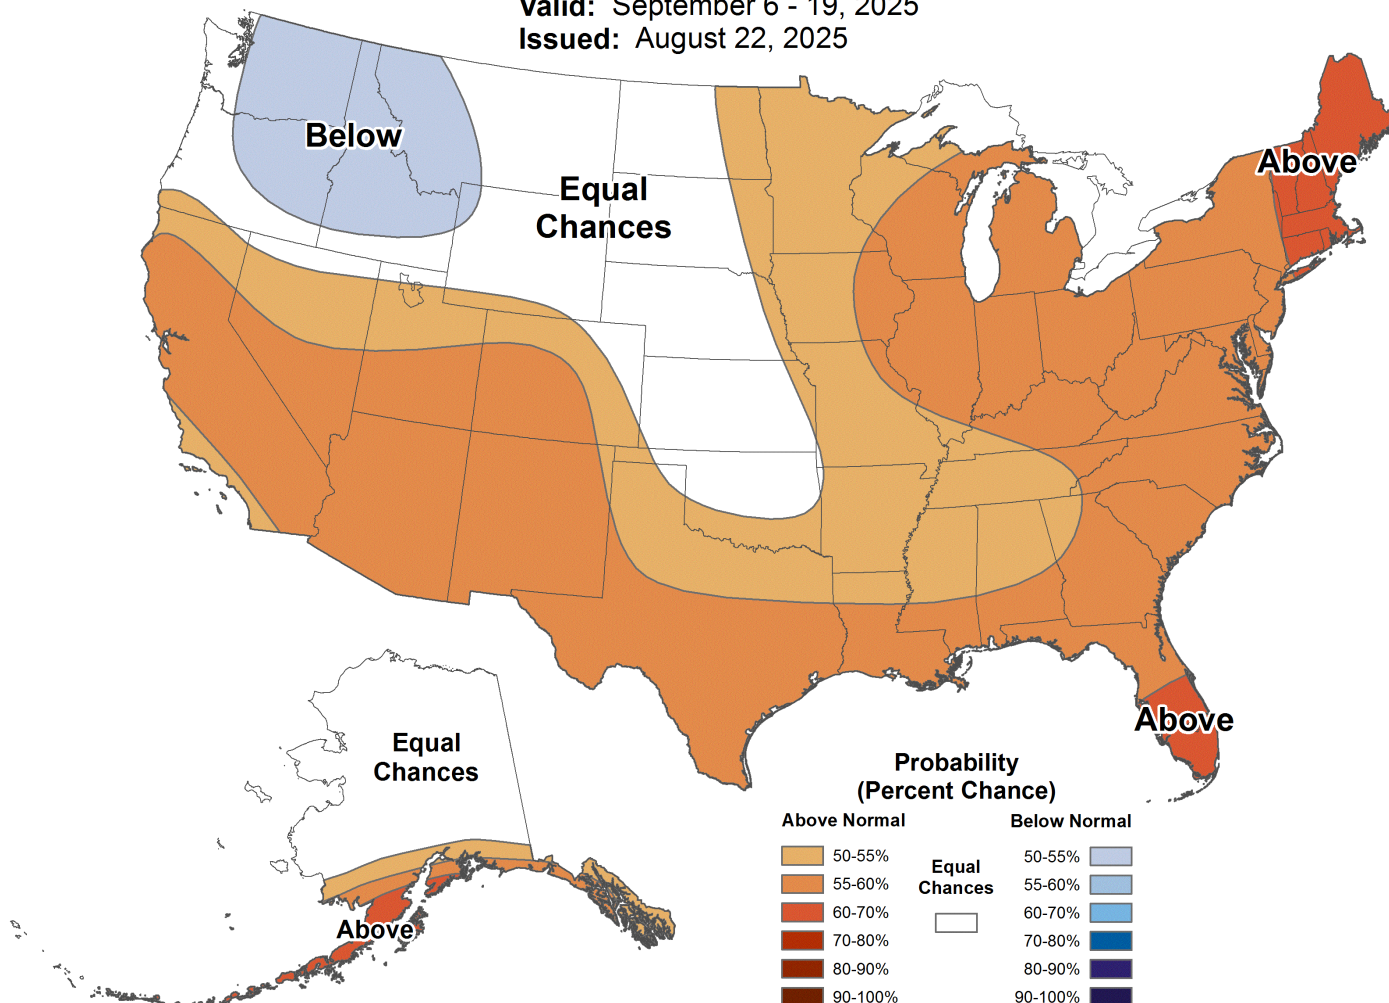 Valid: September 6 - 19, 2025
Issued: August 22, 2025
Below
Equal
Chances
Above
Above
Equal
Chances
Above
Probability
(Percent Chance)
Above Normal
Below Normal
50-55%
55-60%
60-70%
70-80%
80-90%
90-100%
Equal
Chances
50-55%
55-60%
60-70%
70-80%
80-90%
90-100%